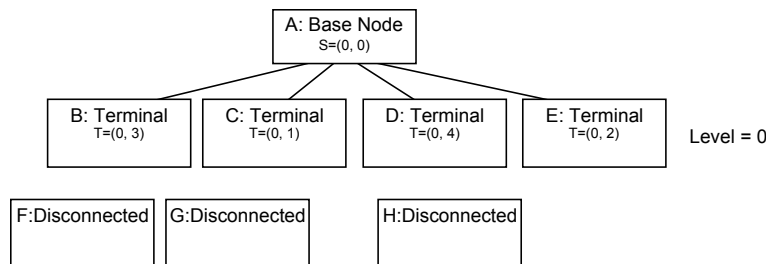 A: Base Node
S=(0, 0)
B: Terminal
T=(0, 3)
C: Terminal
T=(0, 1)
D: Terminal
T=(0, 4)
E: Terminal
T=(0, 2)
Level = 0
F:Disconnected
G:Disconnected
H:Disconnected